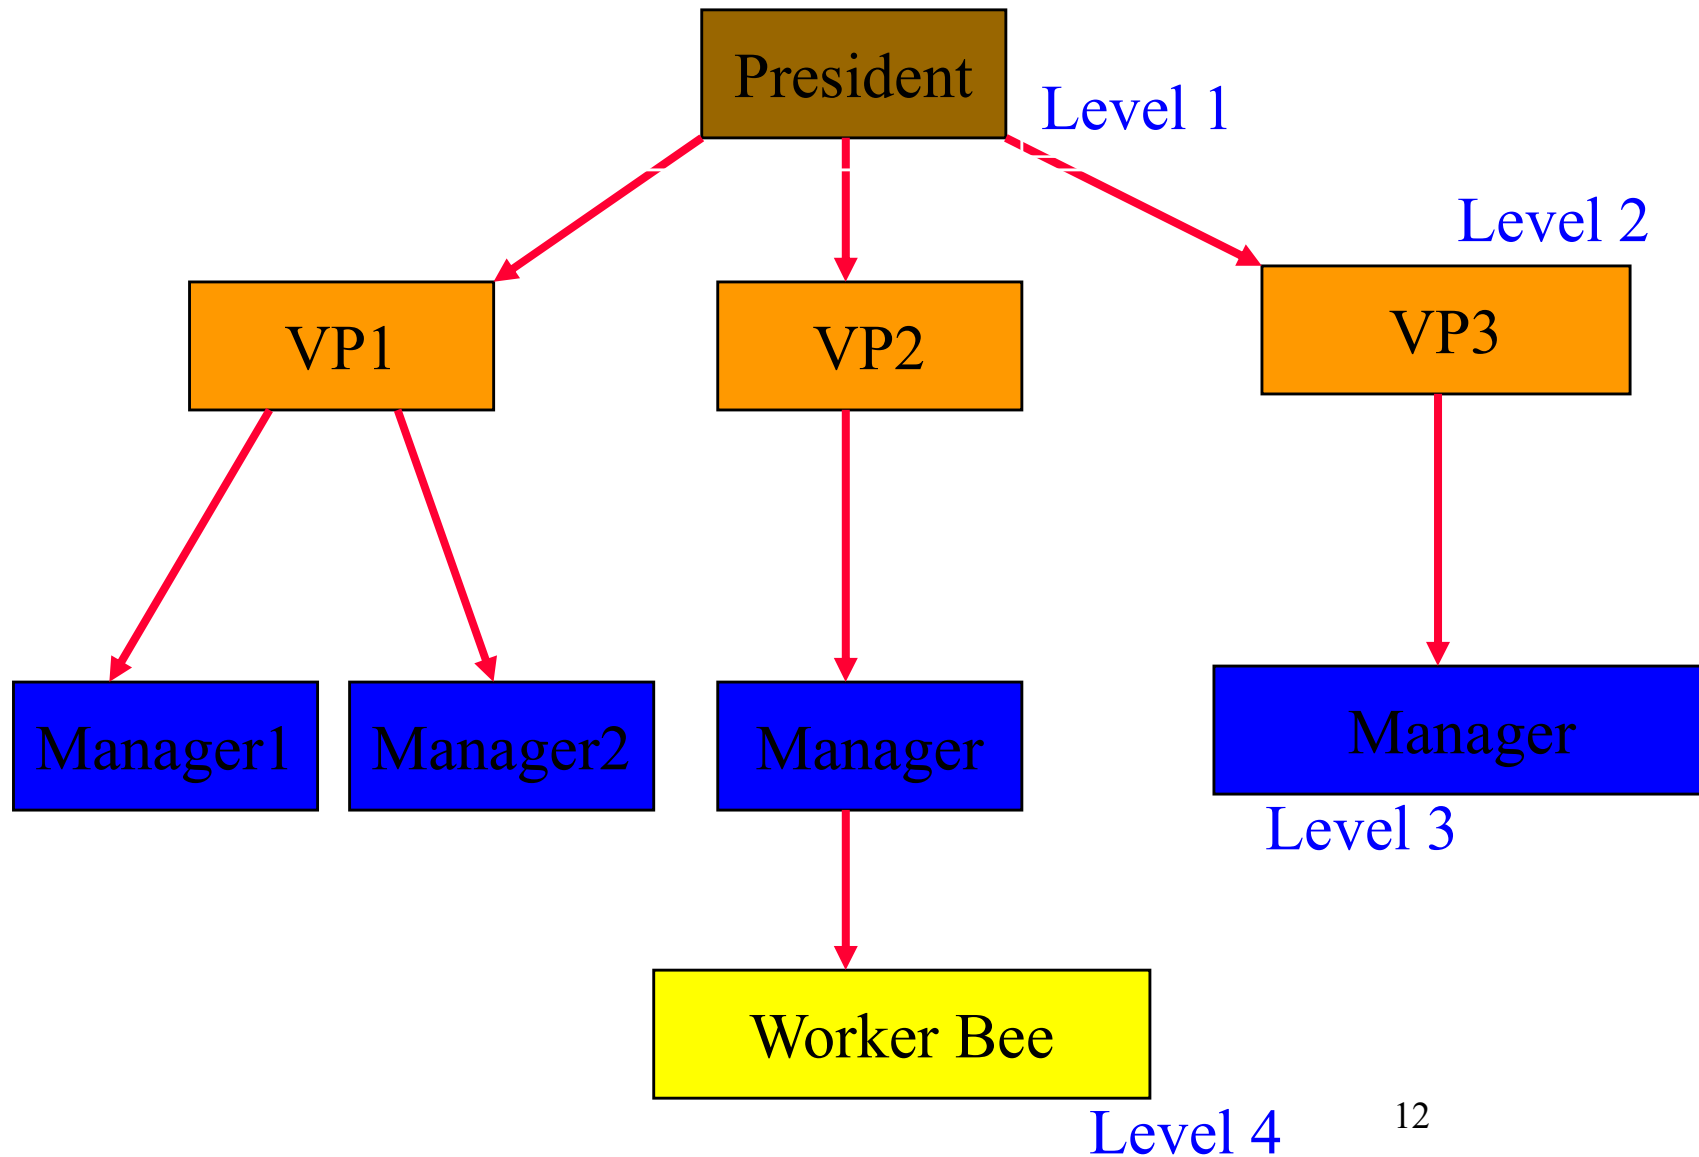 President
Level 1
Level 2
VP1
VP2
VP3
Manager1
Manager2
Manager
Manager
Level 3
Worker Bee
Level 4
12